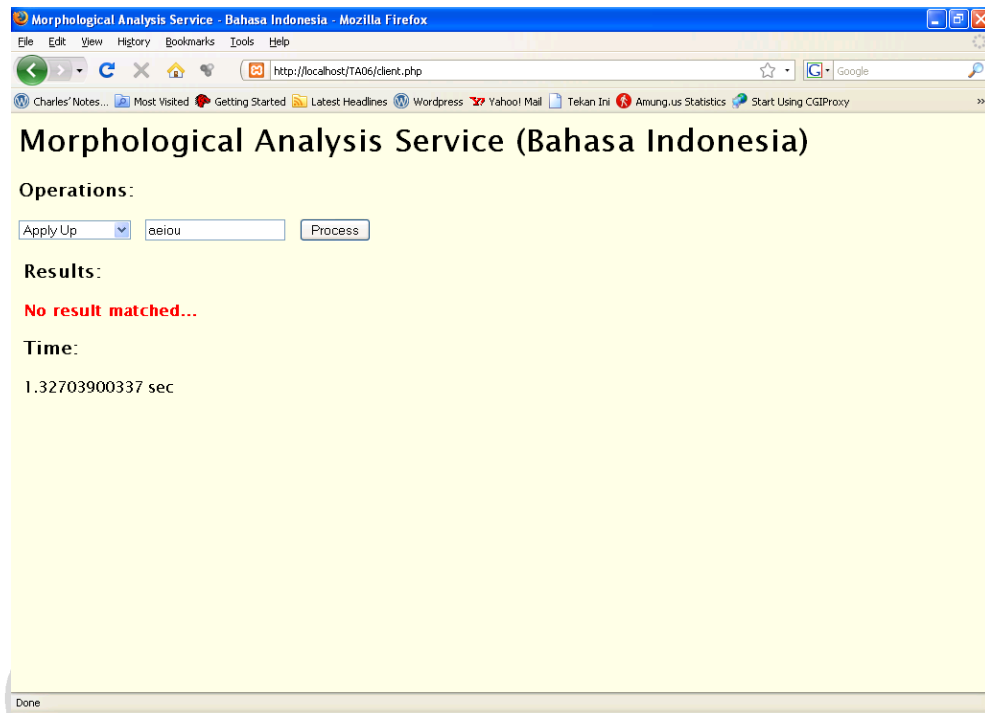 Morphological Analysis Service - Bahasa Indonesia - Mozilla Firefox
File Edit View History Bookmarks Tools Help
http://localhost/TA06/client.php G Google
Charles' Notes... Most Visited Getting Started Latest Headlines Wordpress Yahoo! Mail Tekan Ini Amung.us Statistics Start Using CGIProxy »
Morphological Analysis Service (Bahasa Indonesia)
Operations:
Apply Up aeiou Process
Results:
No result matched...
Time:
1.32703900337 sec
Done